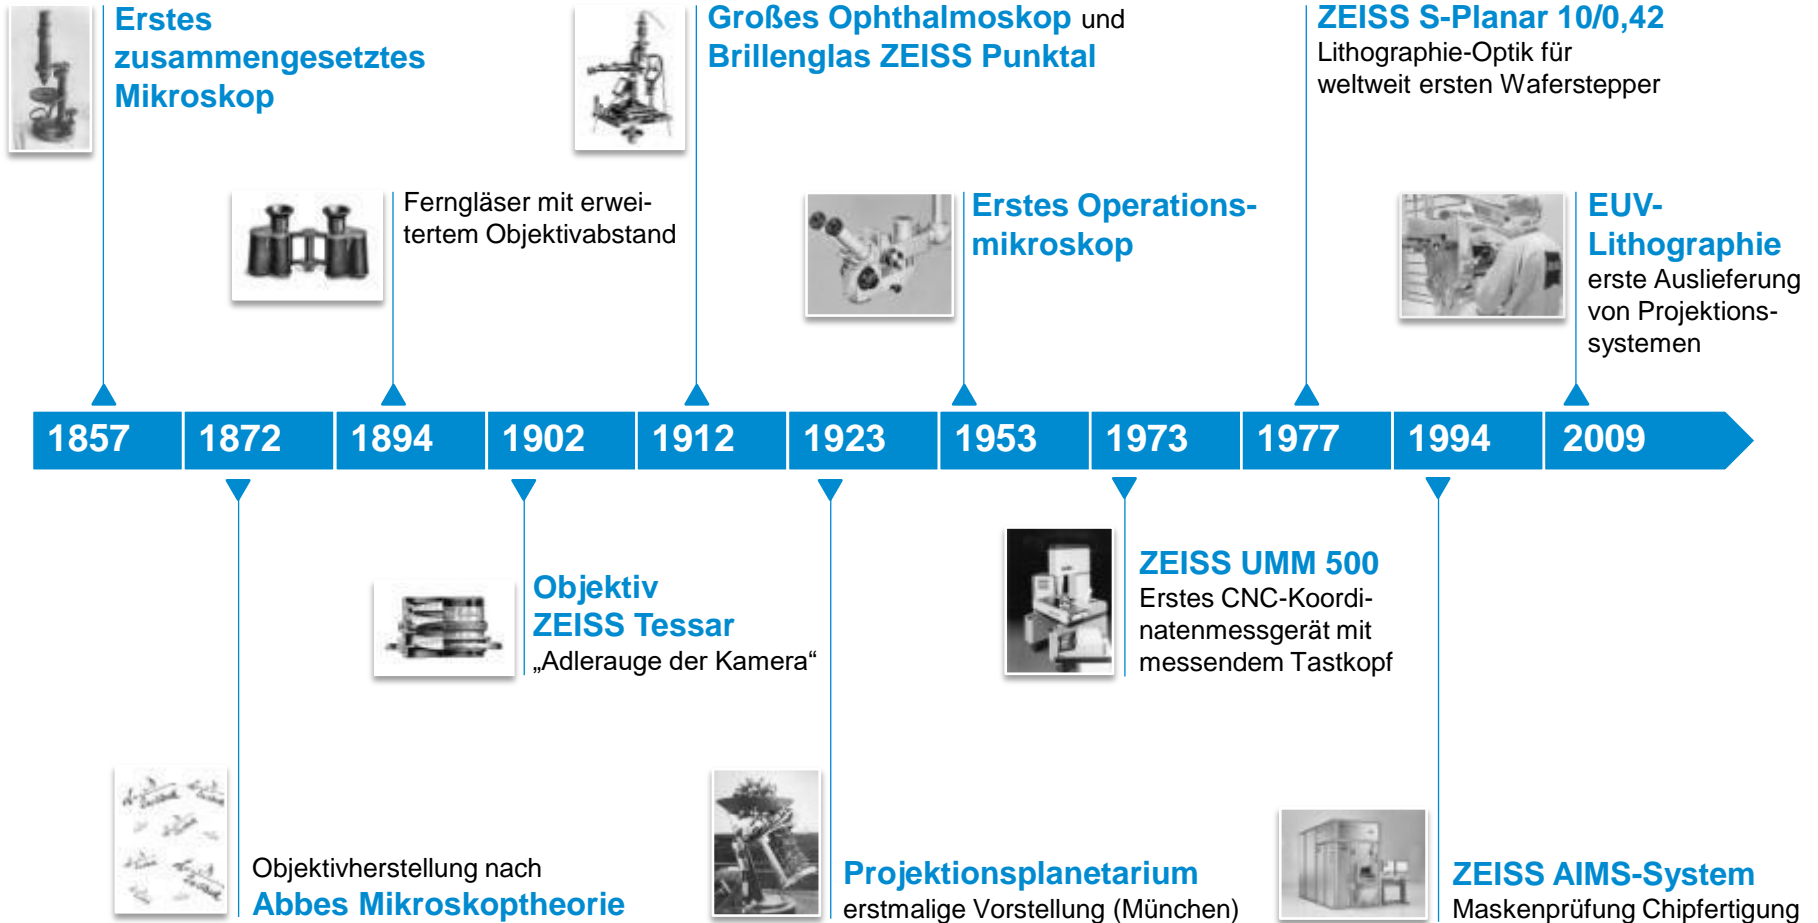 Erstes
zusammengesetztes
Mikroskop
Großes Ophthalmoskop und
Brillenglas ZEISS Punktal
ZEISS S-Planar 10/0,42
Lithographie-Optik für
weltweit ersten Waferstepper
Ferngläser mit erwei-
tertem Objektivabstand
Erstes Operations-
mikroskop
EUV-
Lithographie
erste Auslieferung
von Projektions-
systemen
1857 1872 1894 1902 1912 1923 1953 1973 1977 1994 2009
Objektiv
ZEISS Tessar
„Adlerauge der Kamera“
ZEISS UMM 500
Erstes CNC-Koordi-
natenmessgerät mit
messendem Tastkopf
Objektivherstellung nach
Abbes Mikroskoptheorie
Projektionsplanetarium
erstmalige Vorstellung (München)
ZEISS AIMS-System
Maskenprüfung Chipfertigung